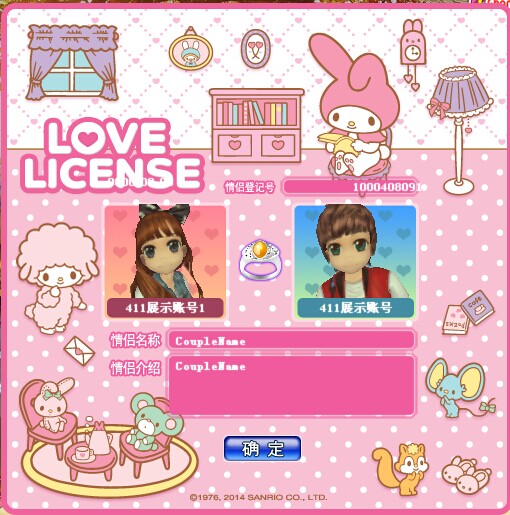 LOVE
LICENSE
情侣登记号 1000408091
411展示账号1
411展示账号
情侣名称 CoupleName
情侣介绍 CoupleName
确 定
©1976, 2014 SANRIO CO., LTD.